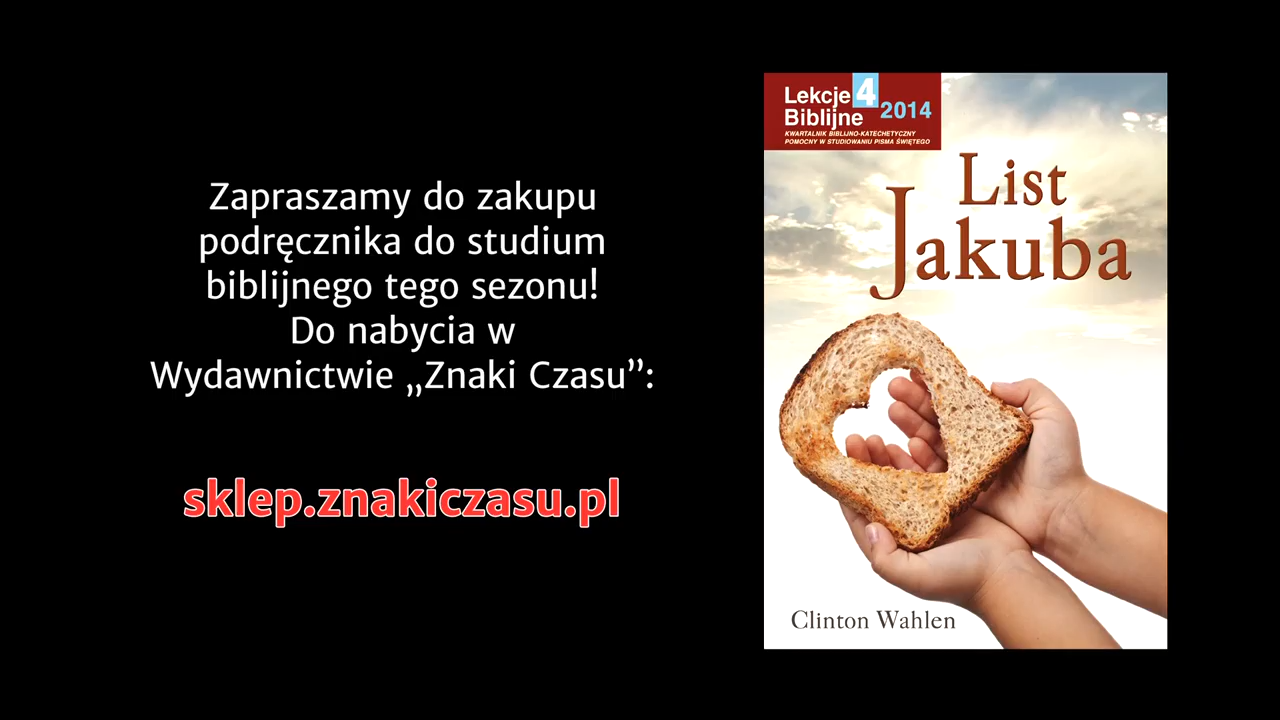 Zapraszamy do zakupu
podręcznika do studium
biblijnego tego sezonu!
Do nabycia w
Wydawnictwie „Znaki Czasu”:
sklep.znakiczasu.pl
Lekcje 4
Biblijne 2014
KWARTALNIK BIBLIJNO-KATECHETYCZNY
POMOCNY W STUDIOWANIU PISMA ŚWIĘTEGO
List
Jakuba
Clinton Wahlen